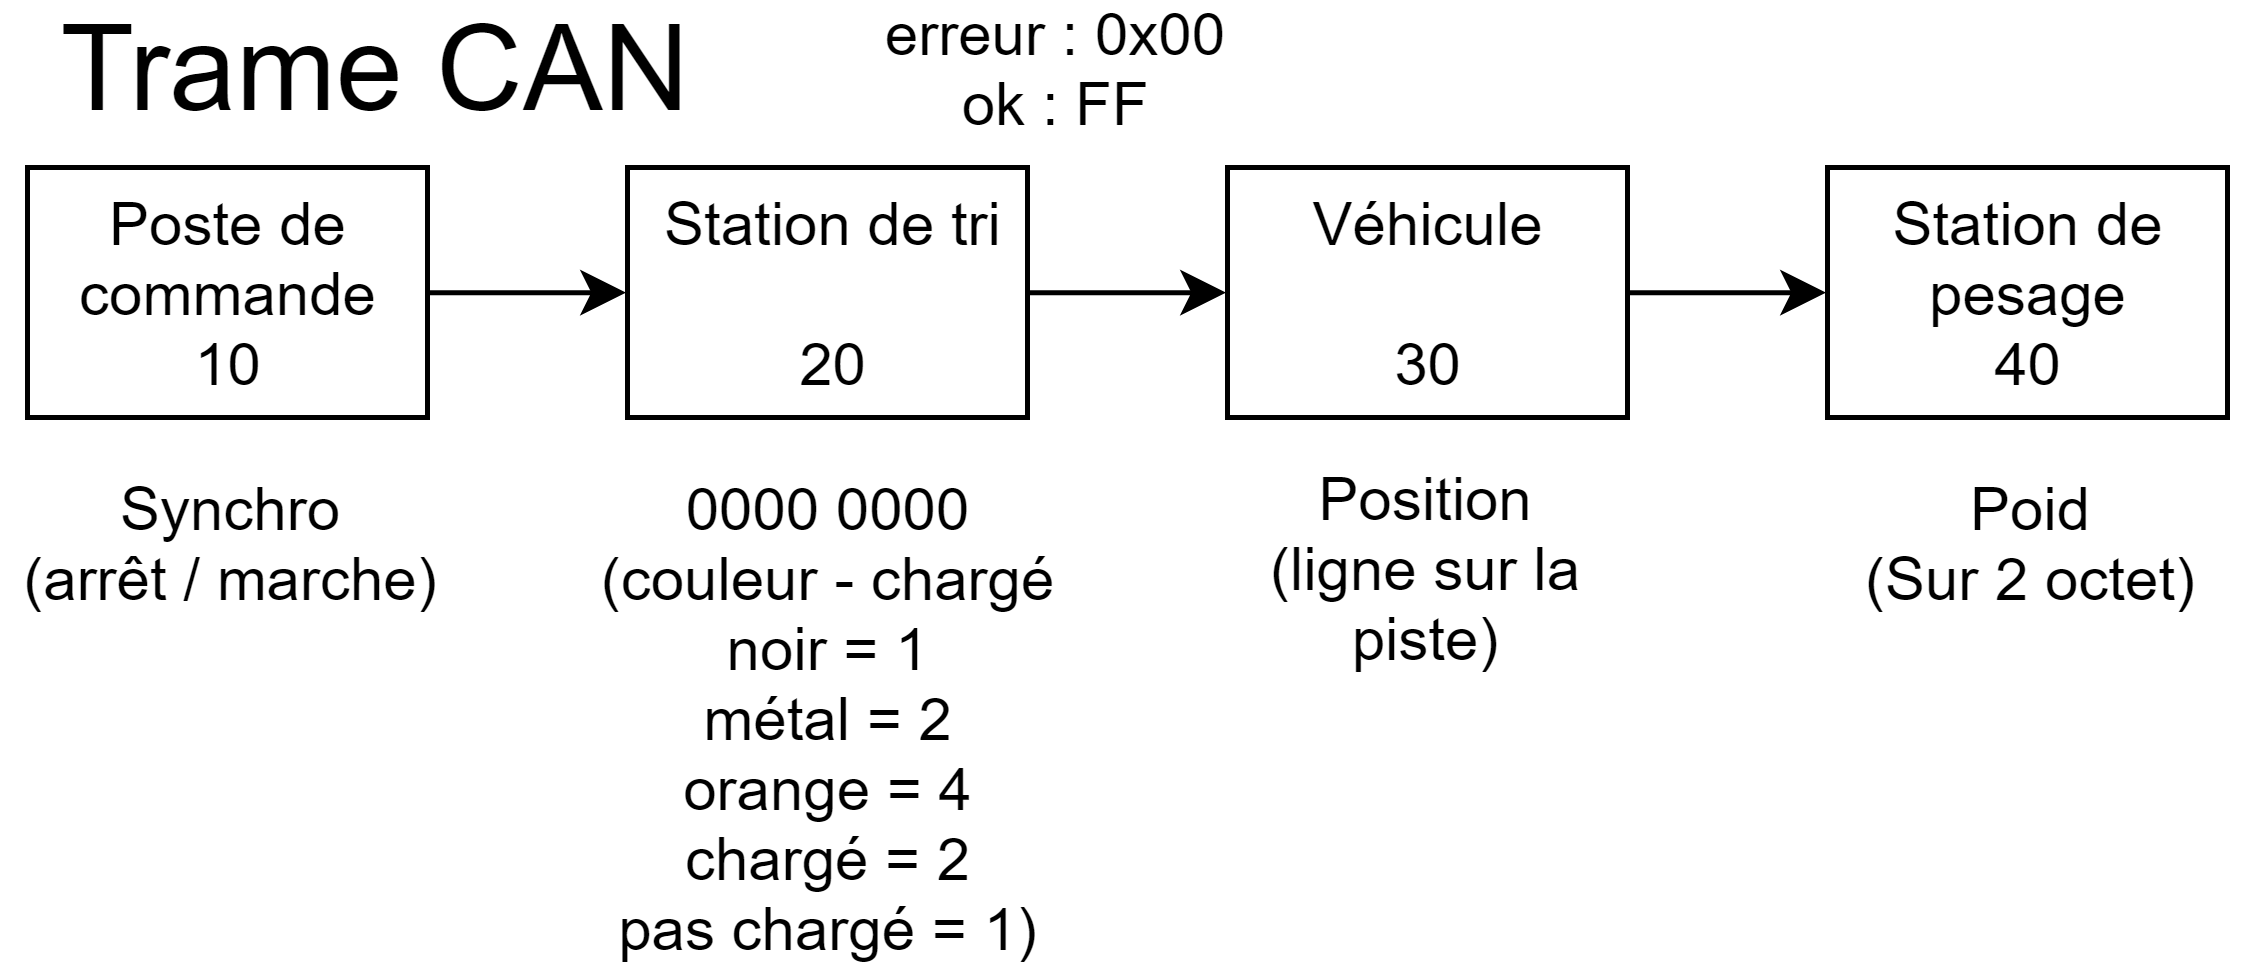 Trame CAN
erreur : 0x00
ok : FF
Poste de
commande
10
Station de tri
20
Véhicule
30
Station de
pesage
40
Synchro
(arrêt / marche)
0000 0000
(couleur - chargé
noir = 1
métal = 2
orange = 4
chargé = 2
pas chargé = 1)
Position
(ligne sur la
piste)
Poid
(Sur 2 octet)